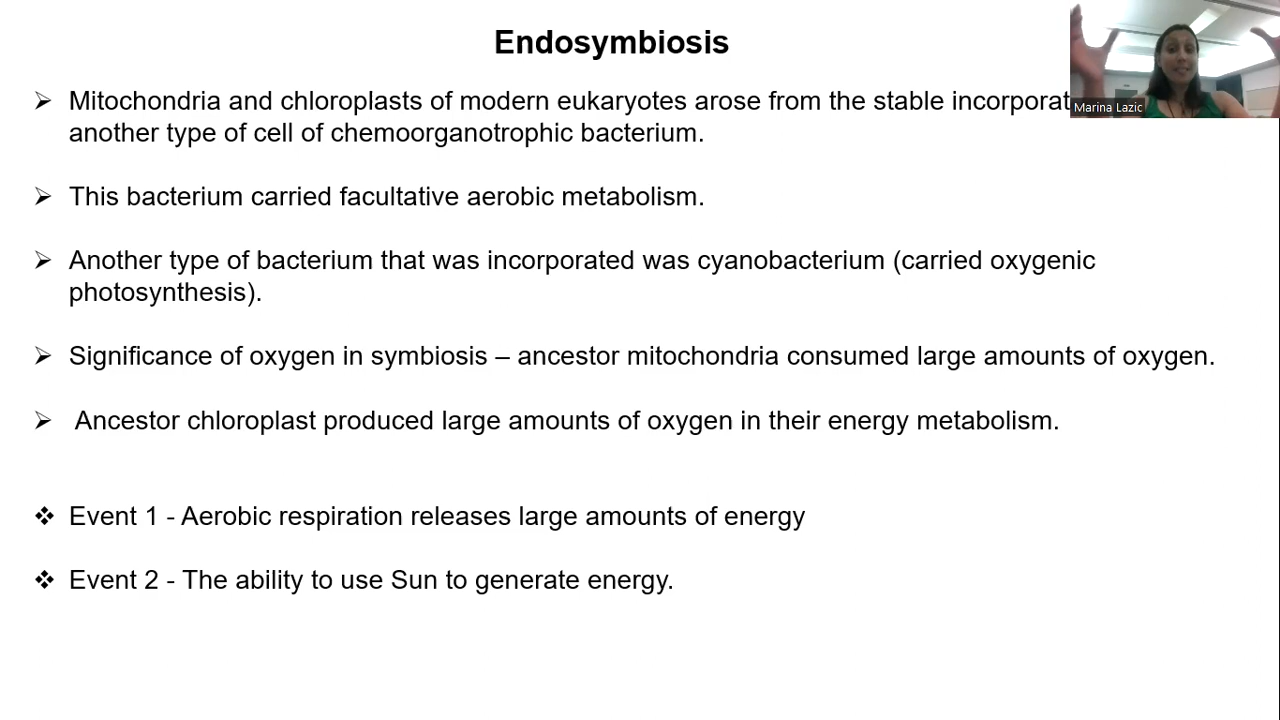 Endosymbiosis
➢ Mitochondria and chloroplasts of modern eukaryotes arose from the stable incorporat
another type of cell of chemoorganotrophic bacterium.
➢ This bacterium carried facultative aerobic metabolism.
➢ Another type of bacterium that was incorporated was cyanobacterium (carried oxygenic
photosynthesis).
➢ Significance of oxygen in symbiosis – ancestor mitochondria consumed large amounts of oxygen.
➢ Ancestor chloroplast produced large amounts of oxygen in their energy metabolism.
❖ Event 1 - Aerobic respiration releases large amounts of energy
❖ Event 2 - The ability to use Sun to generate energy.
Marina Lazic